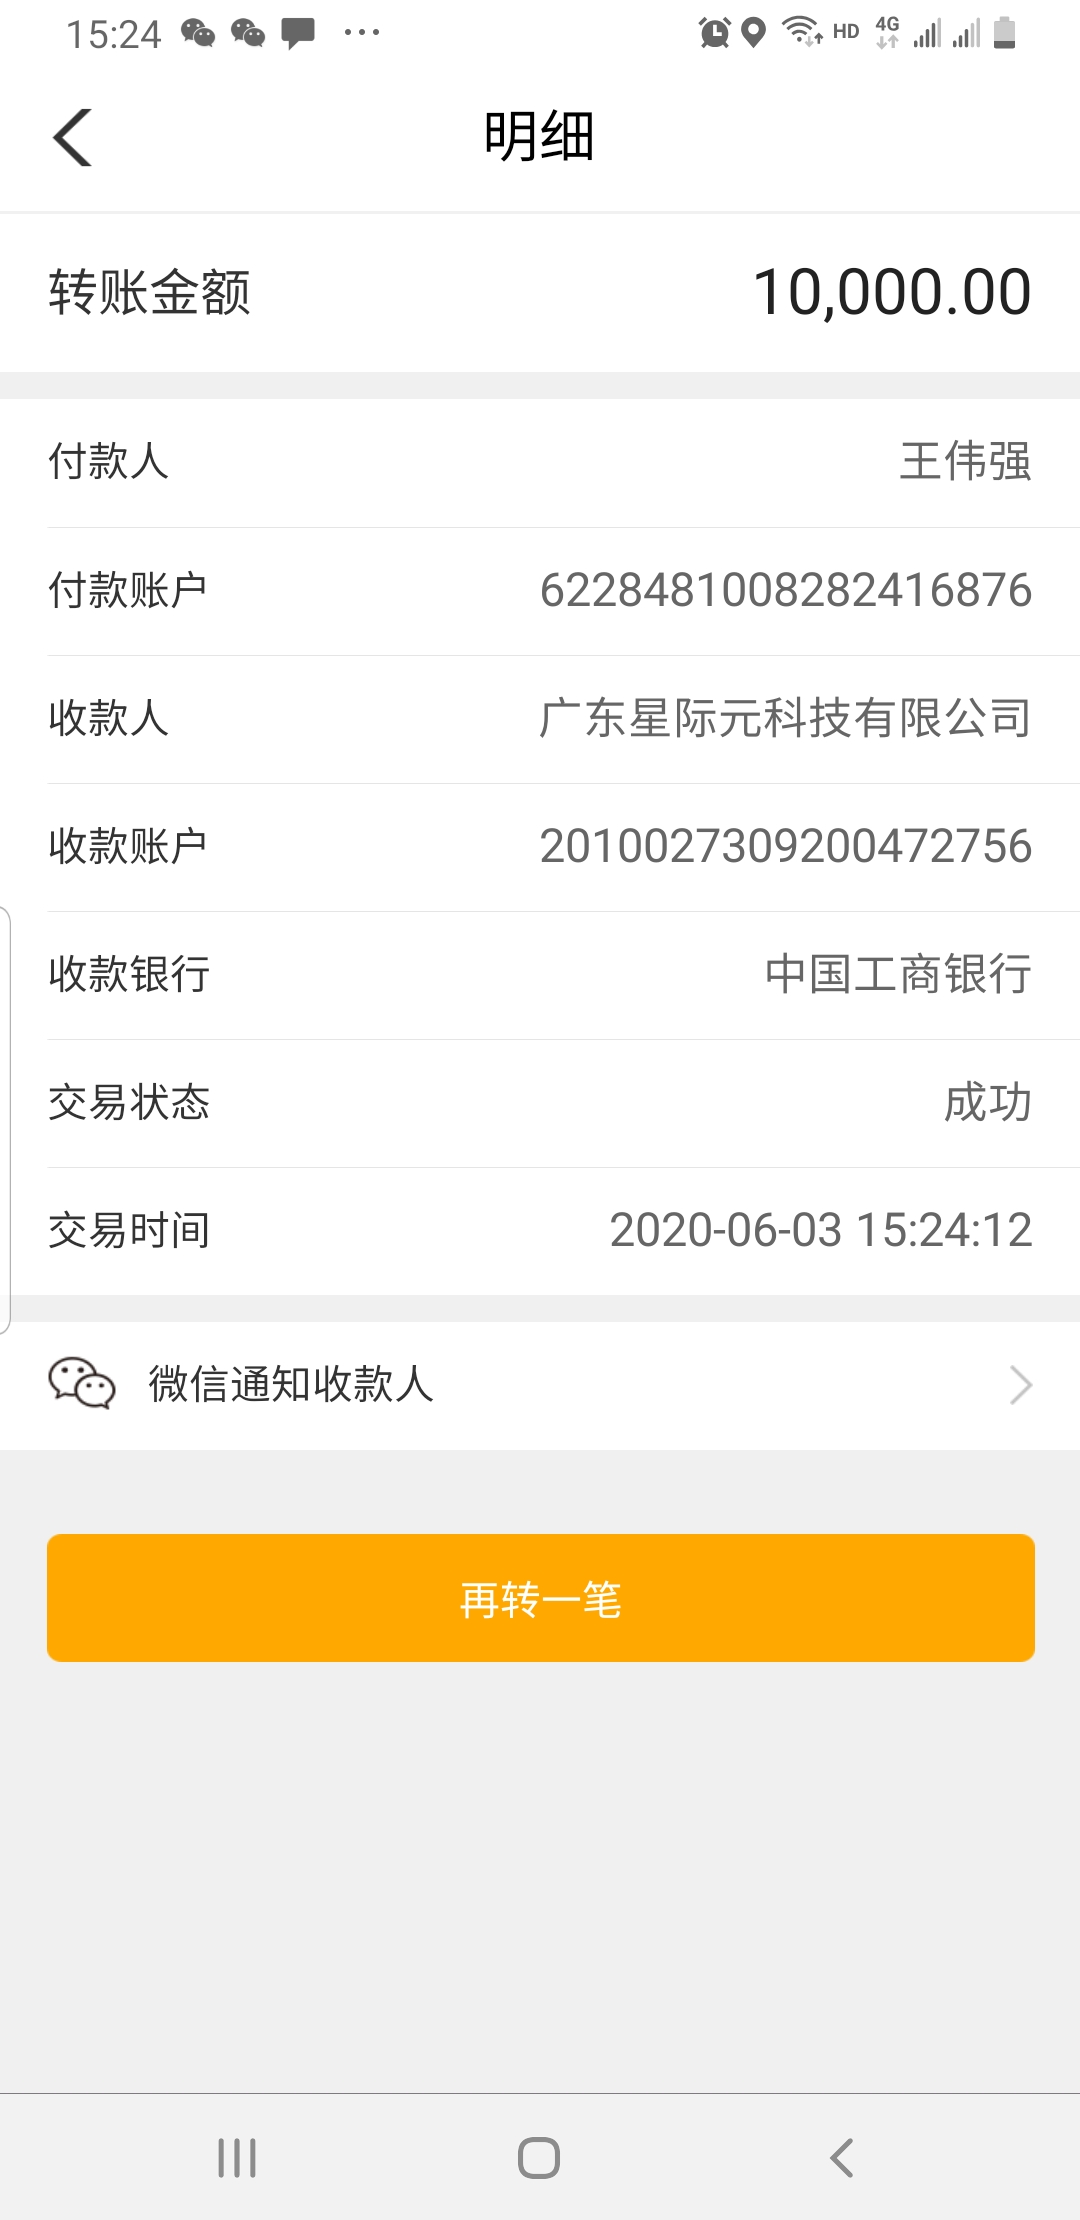 15:24 HD 4G
明细
转账金额 10,000.00
付款人 王伟强
付款账户 6228481008282416876
收款人 广东星际元科技有限公司
收款账户 2010027309200472756
收款银行 中国工商银行
交易状态 成功
交易时间 2020-06-03 15:24:12
微信通知收款人
再转一笔